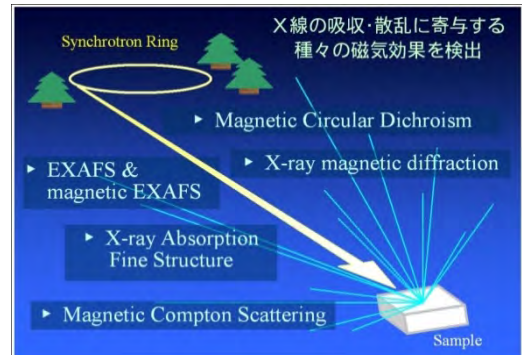 Synchrotron Ring
X線の吸収・散乱に寄与する
種々の磁気効果を検出
▸ Magnetic Circular Dichroism
▸ X-ray magnetic diffraction
▸ EXAFS &
magnetic EXAFS
▸ X-ray Absorption
Fine Structure
▸ Magnetic Compton Scattering
Sample